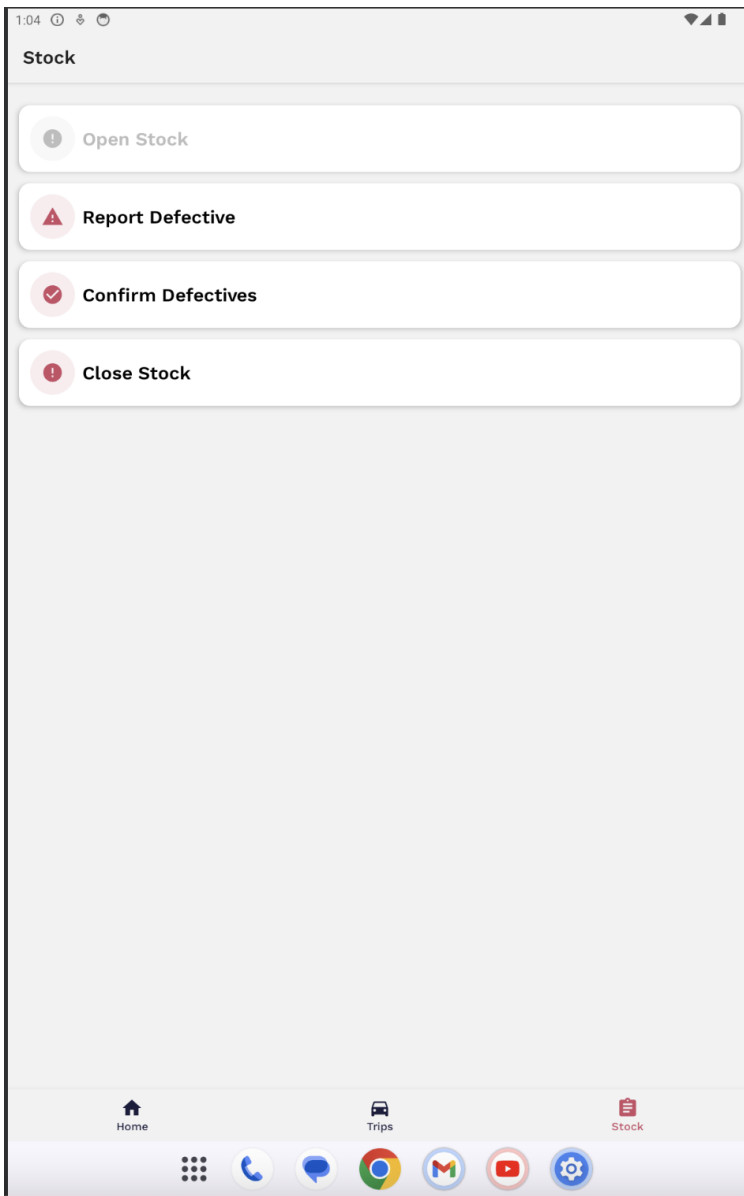 1:04
Stock
Open Stock
Report Defective
Confirm Defectives
Close Stock
Home
Trips
Stock